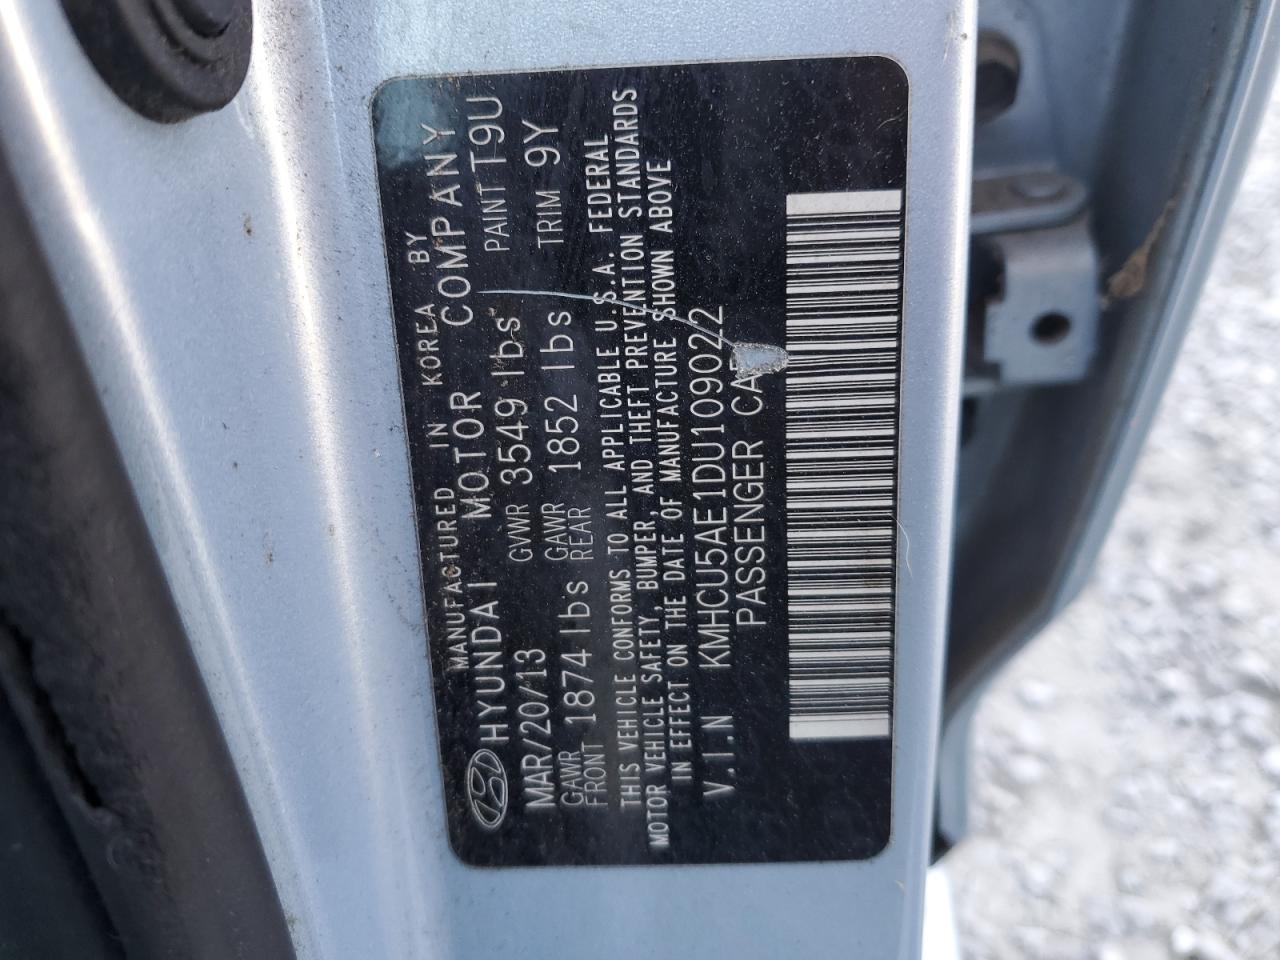 MANUFACTURED IN KOREA BY
HYUNDAI MOTOR COMPANY
MAR/20/13 GVWR 3549 lbs PAINT T9U
GAWR FRONT 1874 lbs GAWR REAR 1852 lbs TRIM 9Y
THIS VEHICLE CONFORMS TO ALL APPLICABLE U.S.A. FEDERAL
MOTOR VEHICLE SAFETY, BUMPER, AND THEFT PREVENTION STANDARDS
IN EFFECT ON THE DATE OF MANUFACTURE SHOWN ABOVE
V.I.N KMHCU5AE1DU109022
PASSENGER